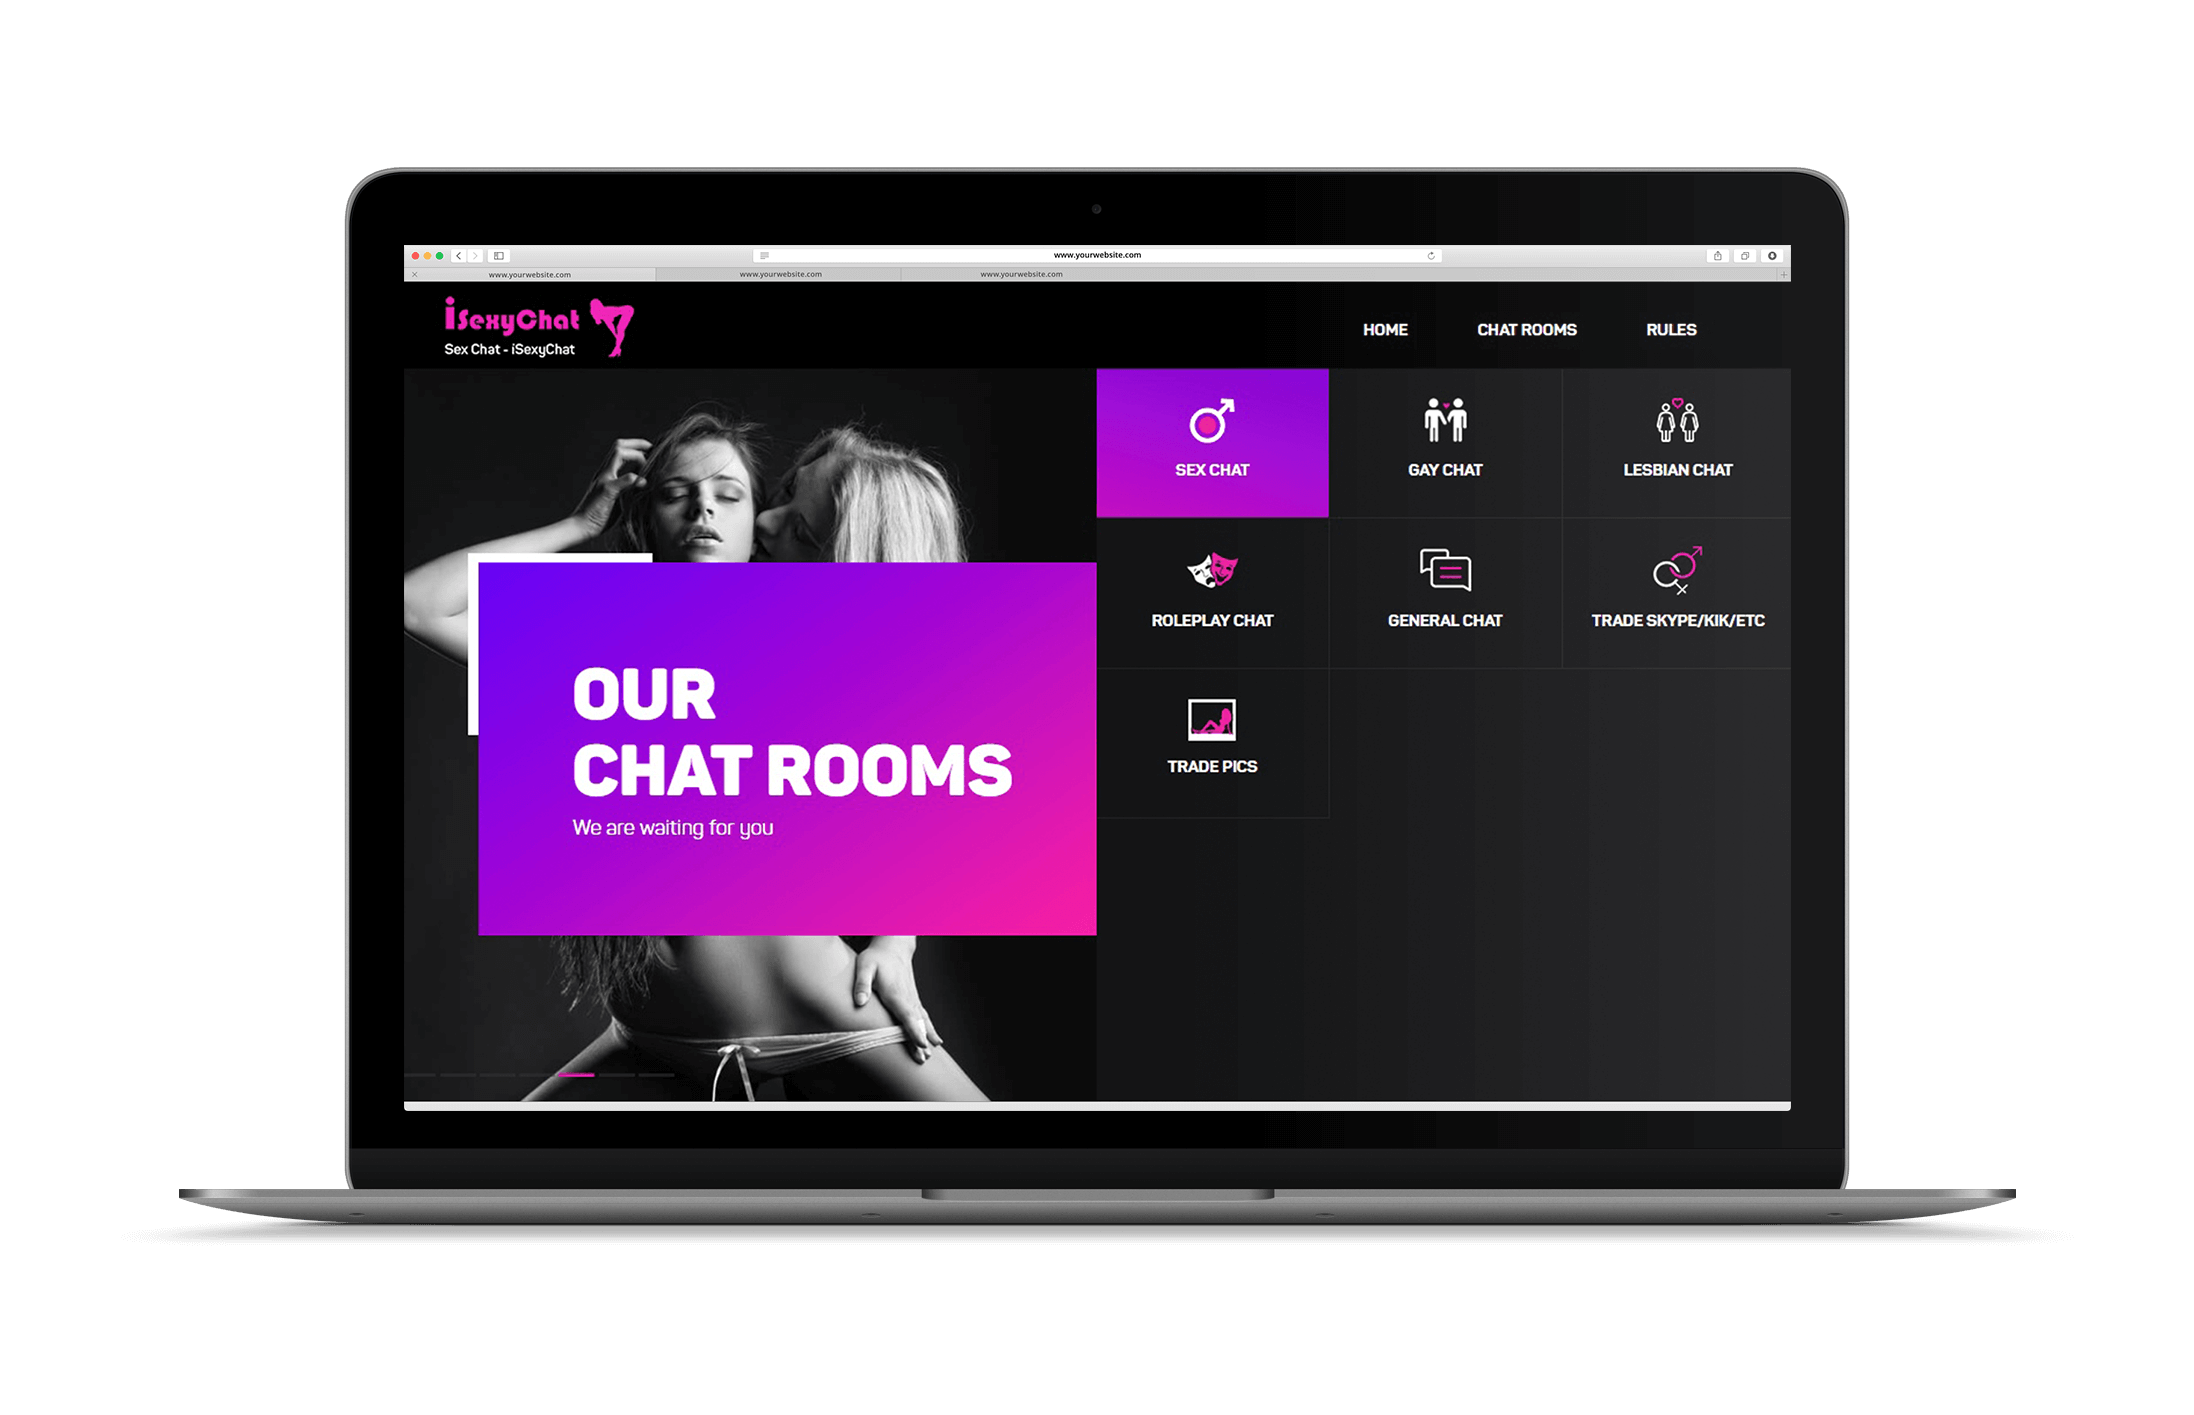 www.yourwebsite.com
www.yourwebsite.com
www.yourwebsite.com
www.yourwebsite.com
iSexyChat
Sex Chat - iSexyChat
HOME
CHAT ROOMS
RULES
SEX CHAT
GAY CHAT
LESBIAN CHAT
ROLEPLAY CHAT
GENERAL CHAT
TRADE SKYPE/KIK/ETC
TRADE PICS
OUR
CHAT ROOMS
We are waiting for you